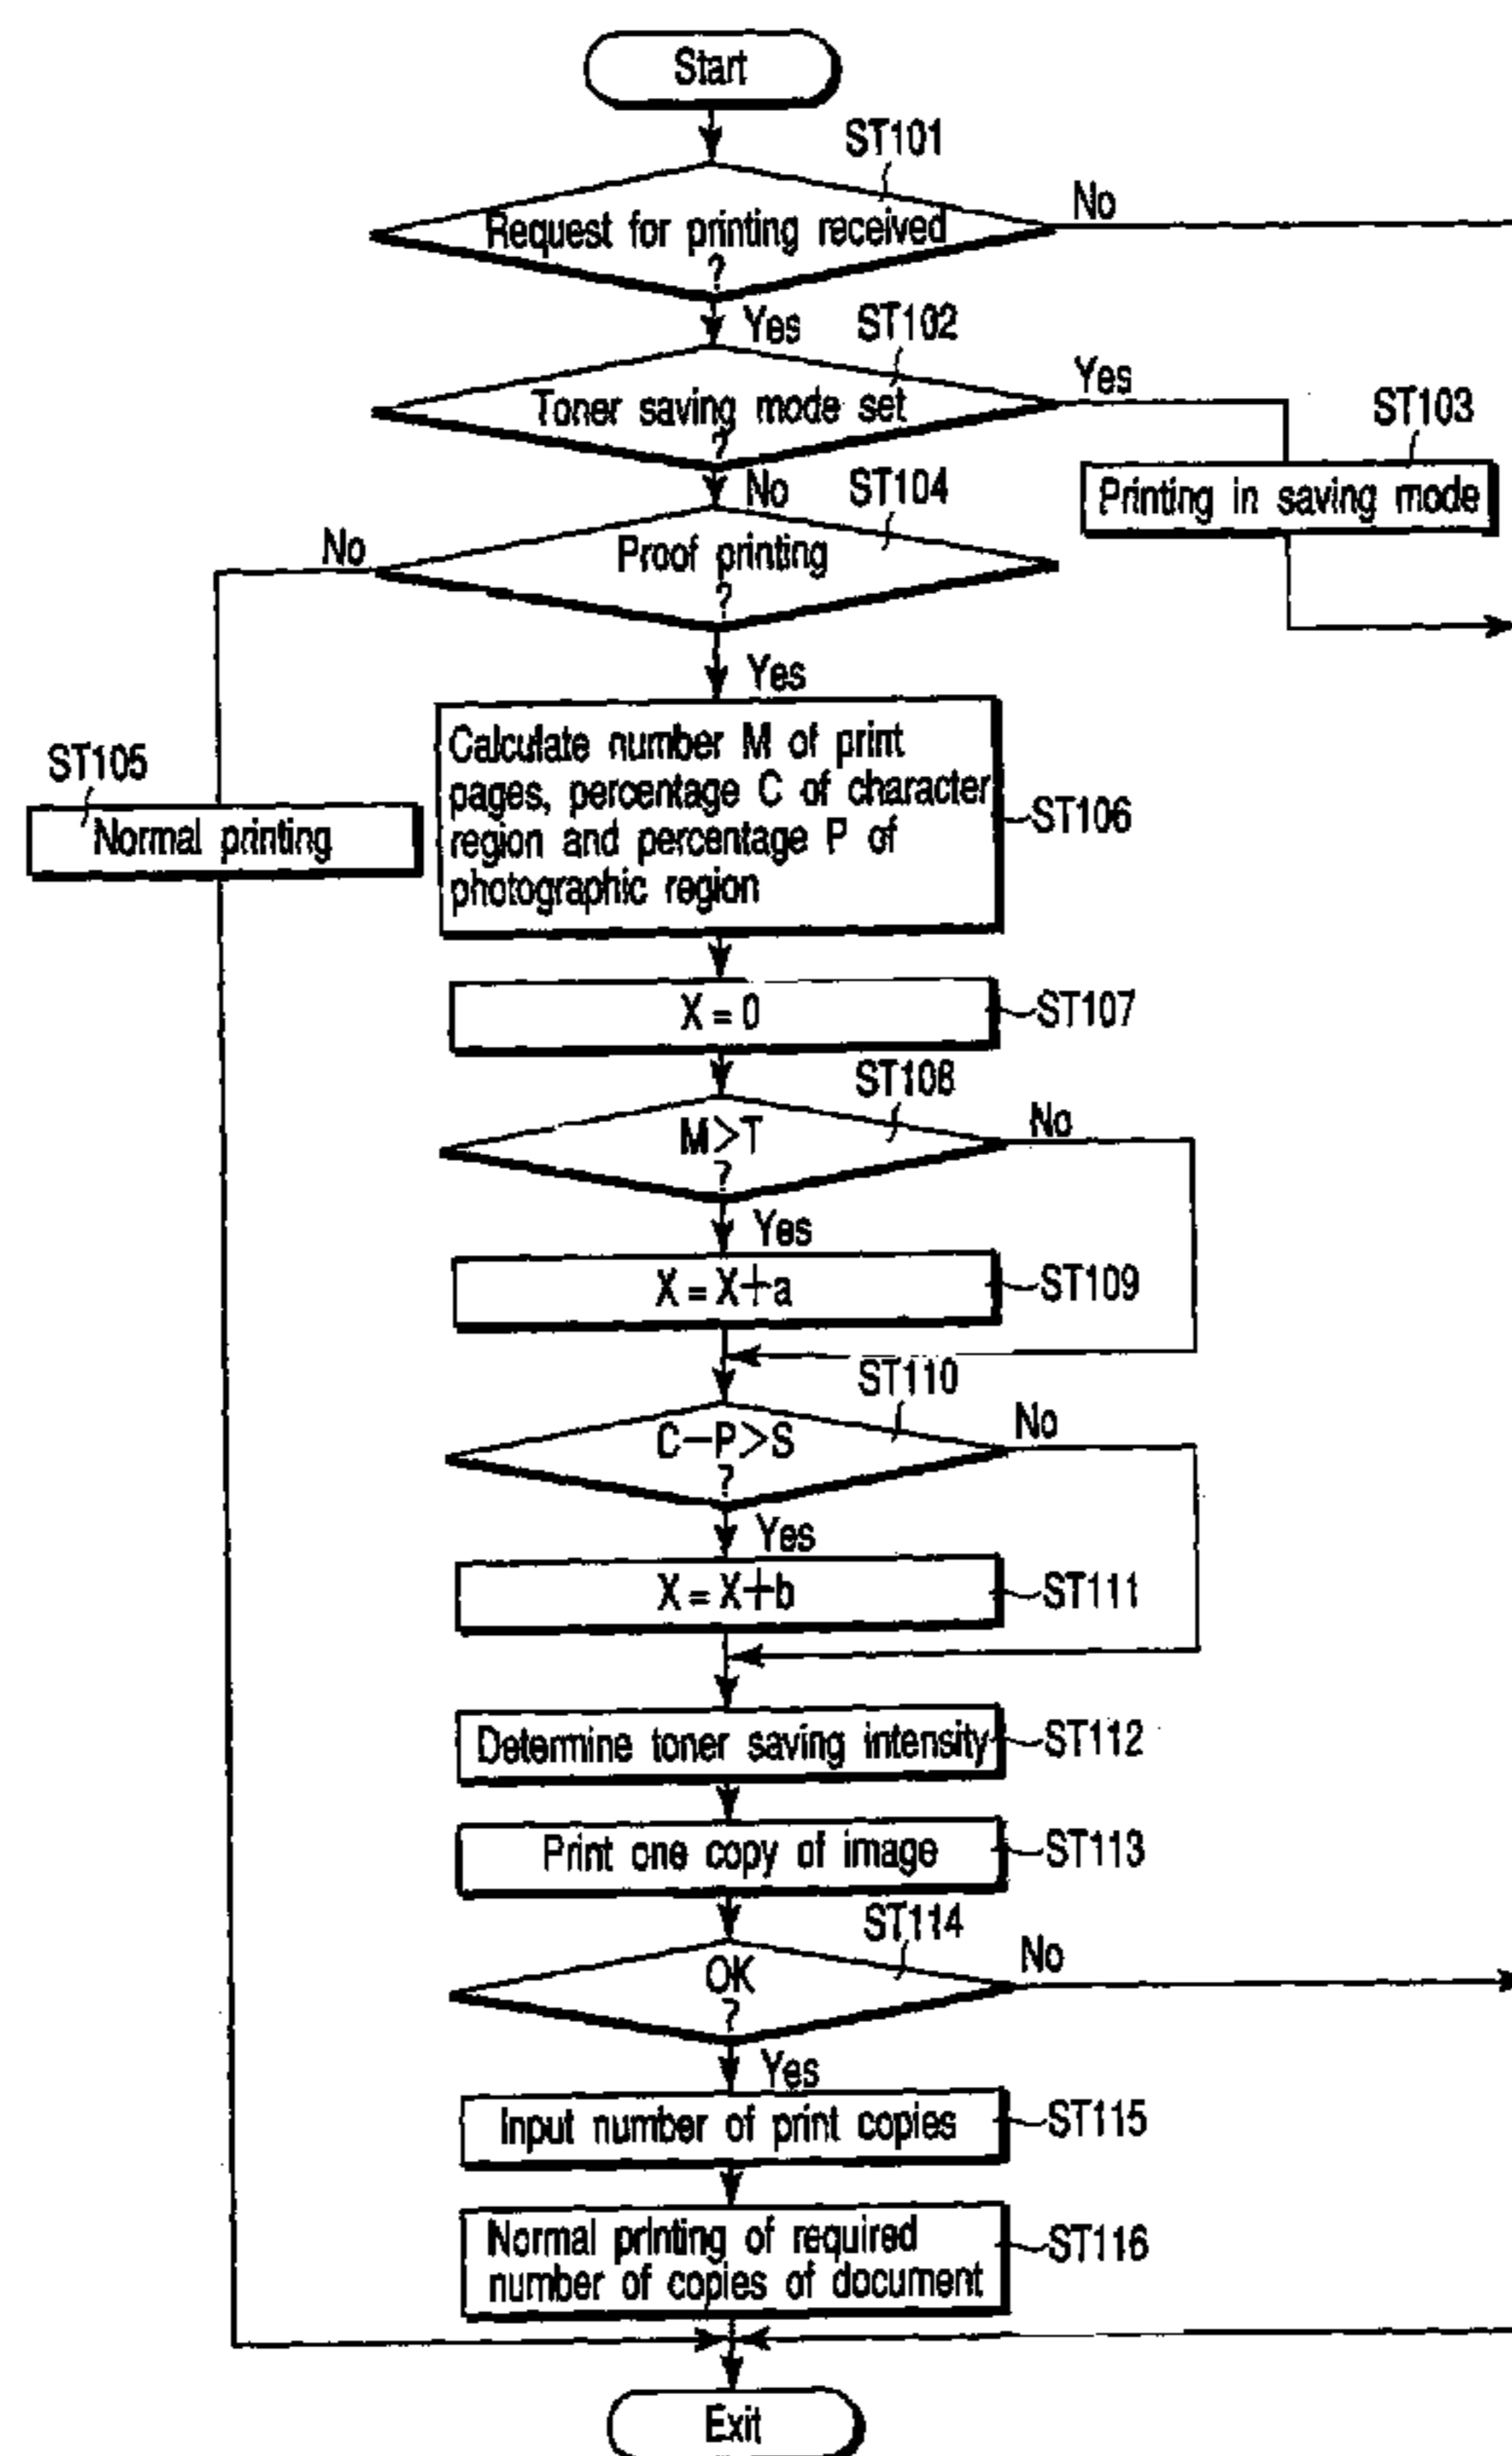 Start
ST101
Request for printing received
?
No
Yes
ST102
Toner saving mode set
?
Yes
ST103
Printing in saving mode
No
ST104
Proof printing
?
No
Yes
ST105
Normal printing
Calculate number M of print
pages, percentage C of character
region and percentage P of
photographic region
ST106
X = 0
ST107
ST108
M>T
?
No
Yes
X = X+a
ST109
ST110
C-P>S
?
No
Yes
X = X+b
ST111
Determine toner saving intensity
ST112
Print one copy of image
ST113
ST114
OK
?
No
Yes
Input number of print copies
ST115
Normal printing of required
number of copies of document
ST116
Exit